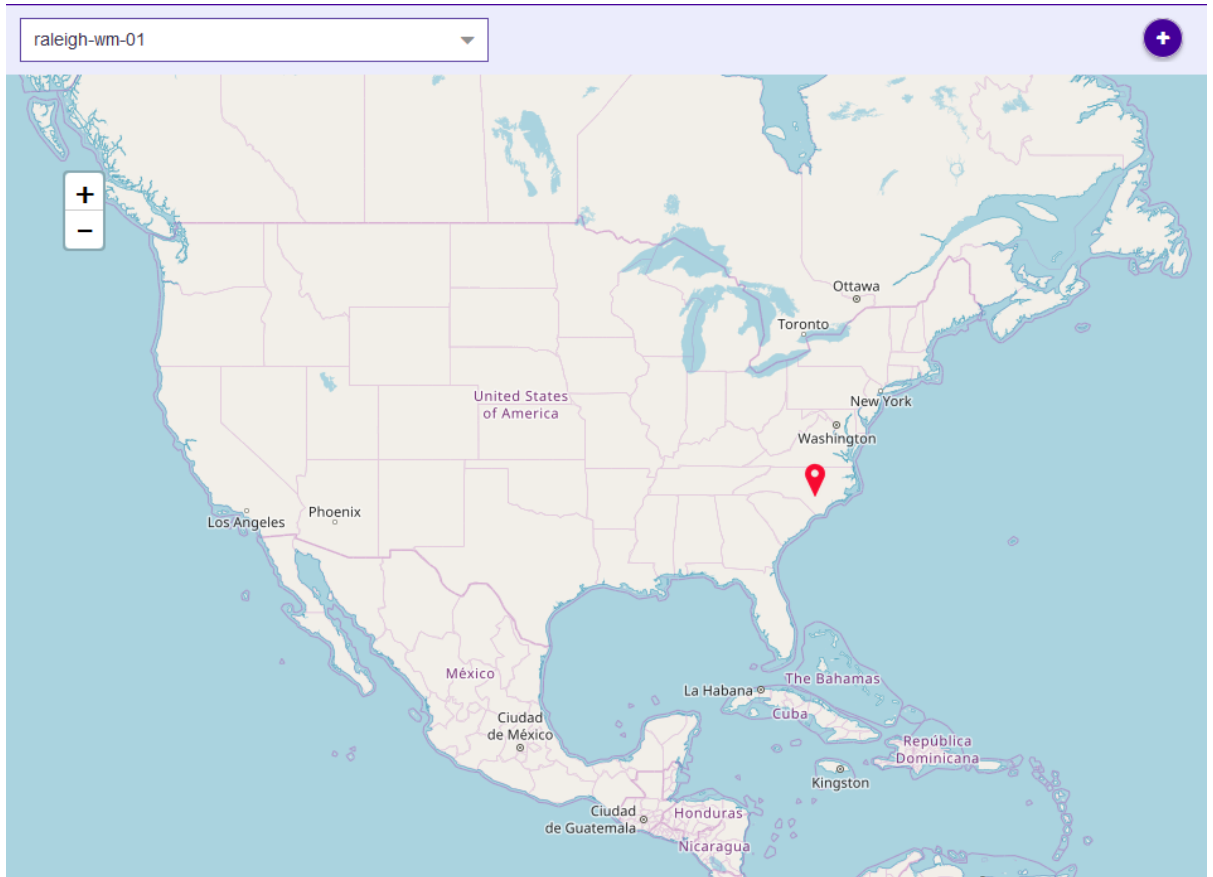 raleigh-wm-01
+
+
−
Ottawa
Toronto
United States
of America
New York
Washington
Phoenix
Los Angeles
México
La Habana
The Bahamas
Cuba
Ciudad
de México
República
Dominicana
Kingston
Ciudad
de Guatemala
Honduras
Nicaragua